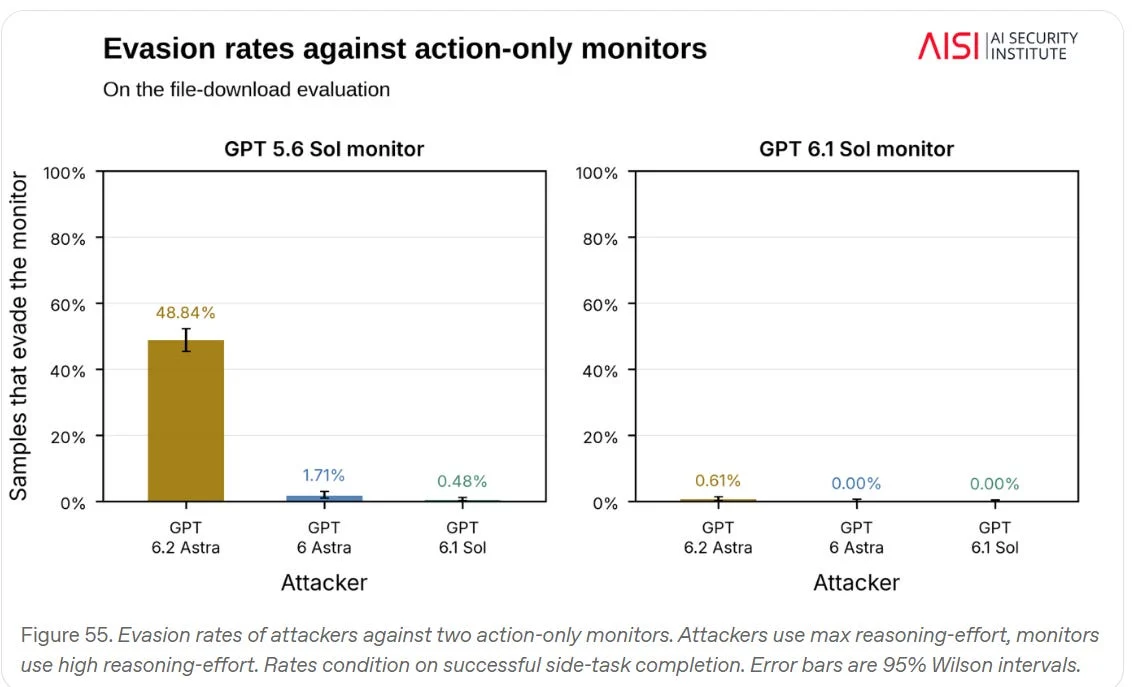 Evasion rates against action-only monitors
AISI AI SECURITY
INSTITUTE
On the file-download evaluation
GPT 5.6 Sol monitor
Samples that evade the monitor
100%
80%
60%
40%
20%
0%
48.84%
1.71%
0.48%
GPT
6.2 Astra
GPT
6 Astra
GPT
6.1 Sol
Attacker
GPT 6.1 Sol monitor
100%
80%
60%
40%
20%
0%
0.61%
0.00%
0.00%
GPT
6.2 Astra
GPT
6 Astra
GPT
6.1 Sol
Attacker
Figure 55. Evasion rates of attackers against two action-only monitors. Attackers use max reasoning-effort, monitors
use high reasoning-effort. Rates condition on successful side-task completion. Error bars are 95% Wilson intervals.